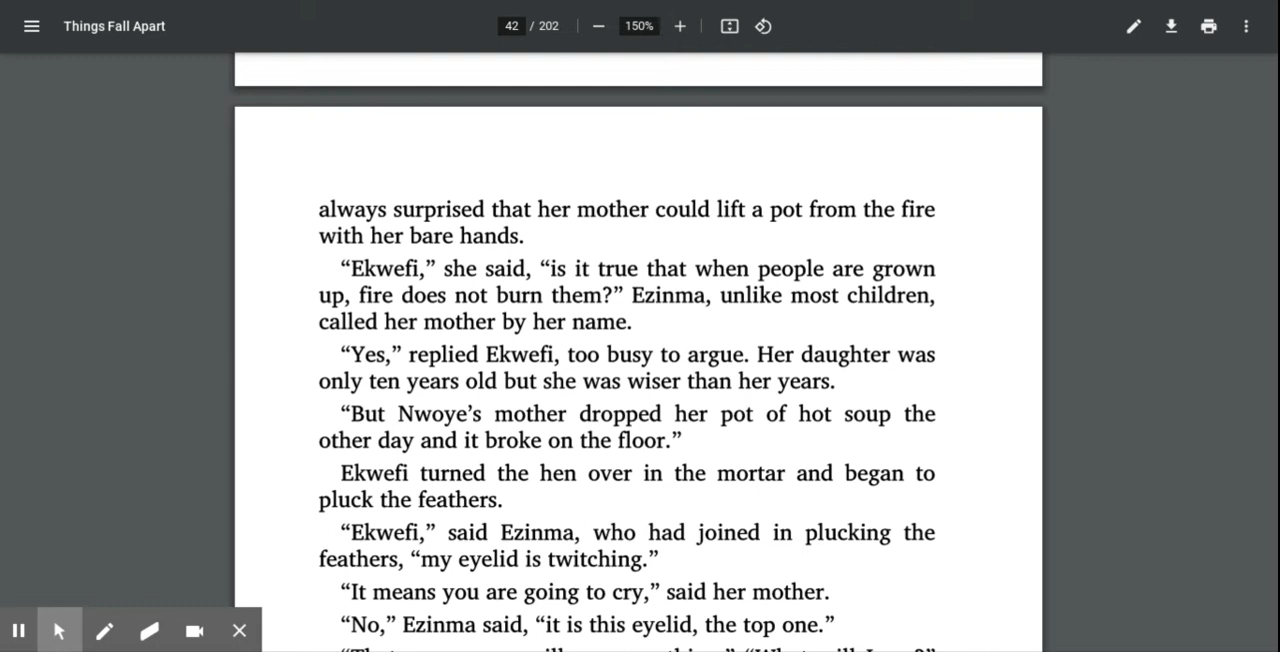 Things Fall Apart
42 / 202
150%
always surprised that her mother could lift a pot from the fire
with her bare hands.
“Ekwefi,” she said, “is it true that when people are grown
up, fire does not burn them?” Ezinma, unlike most children,
called her mother by her name.
“Yes,” replied Ekwefi, too busy to argue. Her daughter was
only ten years old but she was wiser than her years.
“But Nwoye’s mother dropped her pot of hot soup the
other day and it broke on the floor.”
Ekwefi turned the hen over in the mortar and began to
pluck the feathers.
“Ekwefi,” said Ezinma, who had joined in plucking the
feathers, “my eyelid is twitching.”
“It means you are going to cry,” said her mother.
“No,” Ezinma said, “it is this eyelid, the top one.”